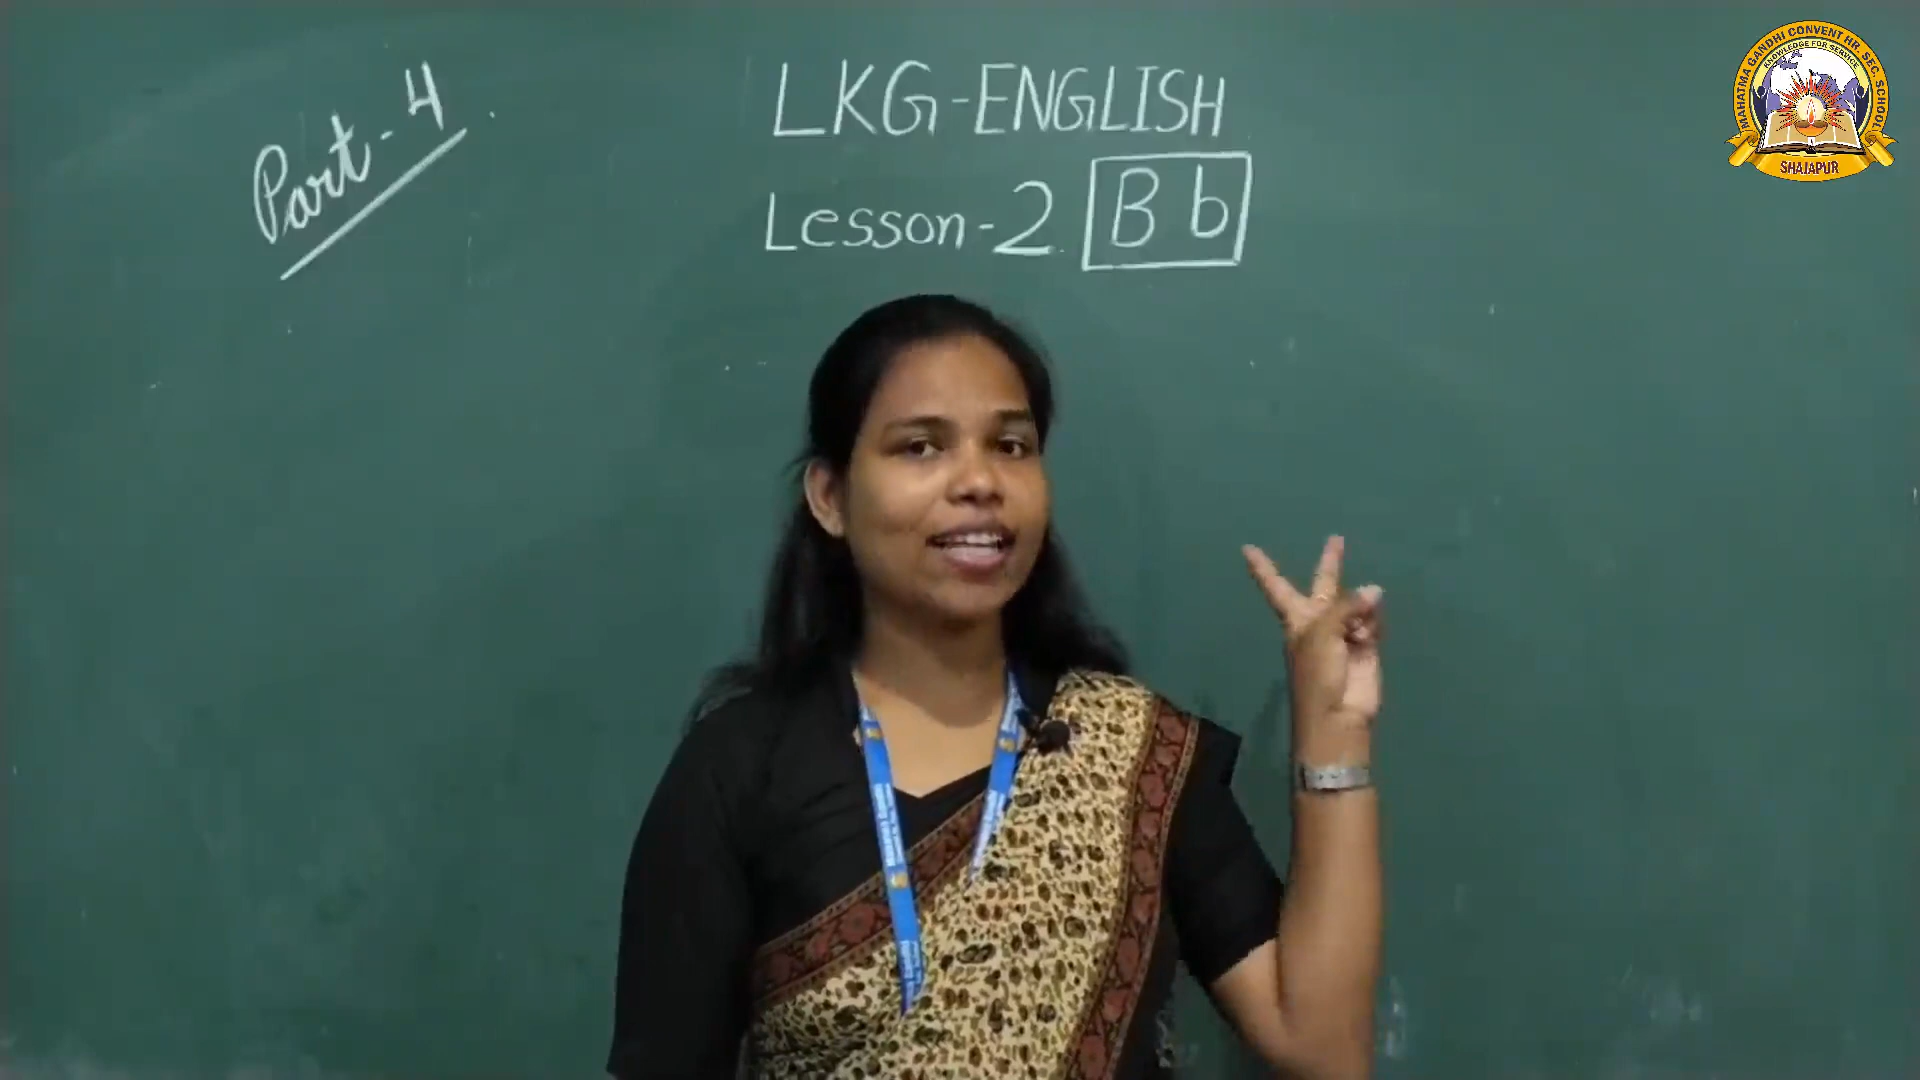 Part-4
LKG-ENGLISH
Lesson-2. B b
MAHATMA GANDHI CONVENT HR. SEC. SCHOOL
KNOWLEDGE FOR SERVICE
SHAJAPUR